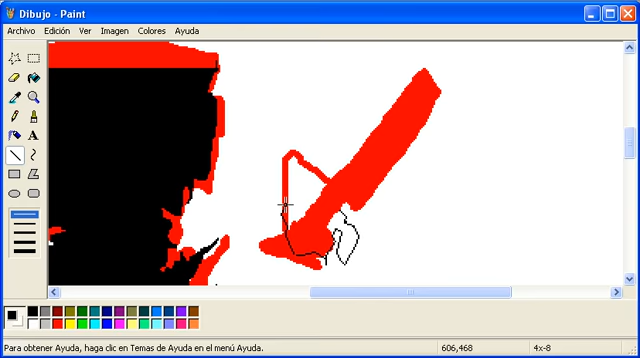 Dibujo - Paint
Archivo Edición Ver Imagen Colores Ayuda
A
Para obtener Ayuda, haga clic en Temas de Ayuda en el menú Ayuda. 606,468 4x-8